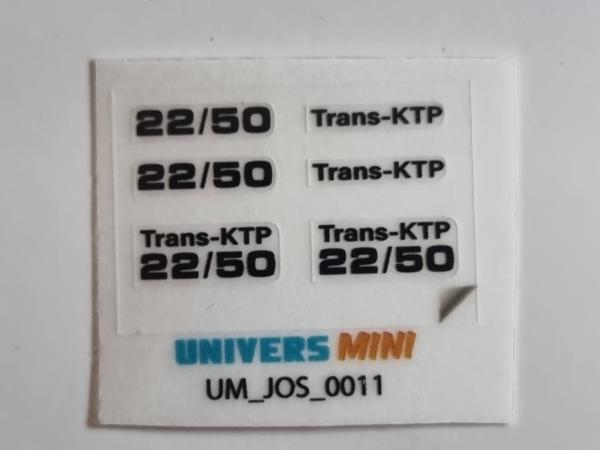 22/50 Trans-KTP
22/50 Trans-KTP
Trans-KTP Trans-KTP
22/50 22/50
UNIVERS MINI
UM_JOS_0011